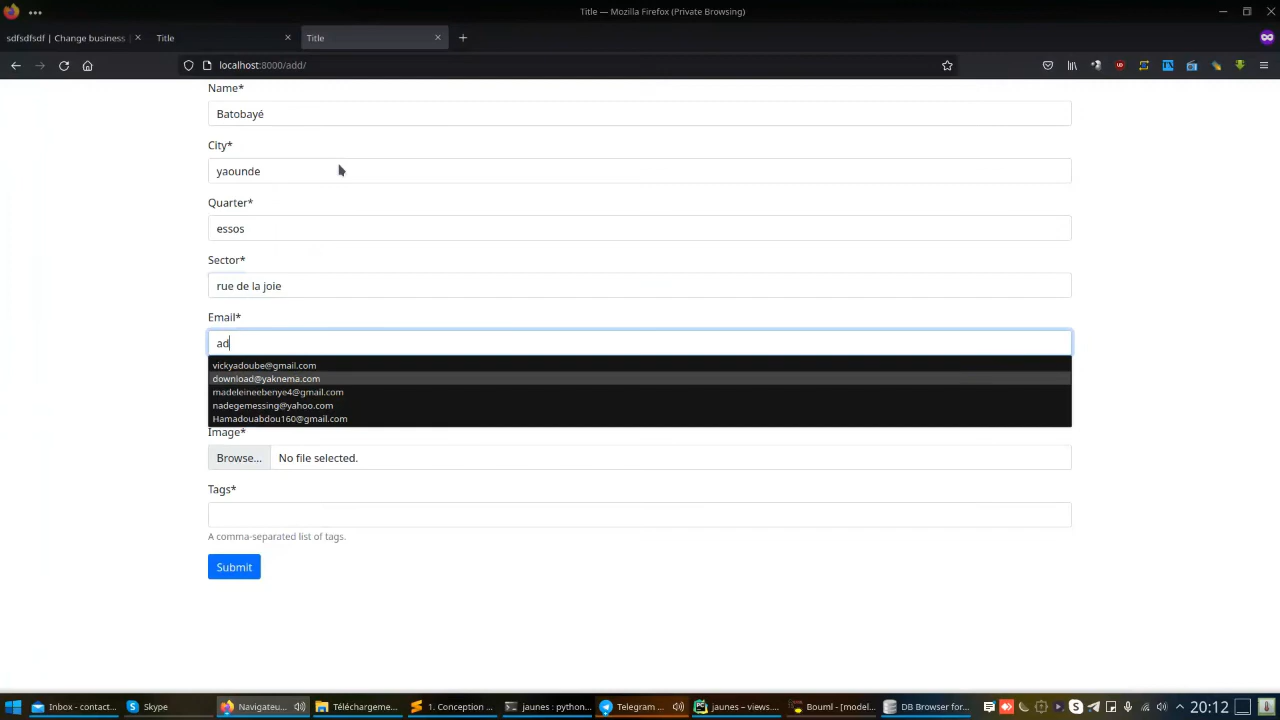 Title — Mozilla Firefox (Private Browsing)
sdfsdfsdf | Change business
Title
Title
localhost:8000/add/
Name*
Batobayé
City*
yaounde
Quarter*
essos
Sector*
rue de la joie
Email*
ad
vickyadoube@gmail.com
download@yaknema.com
madeleineebenye4@gmail.com
nadegemessing@yahoo.com
Hamadouabdou160@gmail.com
Image*
Browse... No file selected.
Tags*
A comma-separated list of tags.
Submit
Inbox - contact...
Skype
Navigateu...
Téléchargeme...
1. Conception ...
jaunes : python...
Telegram ...
jaunes – views....
Bouml - [model...
DB Browser for...
20:12